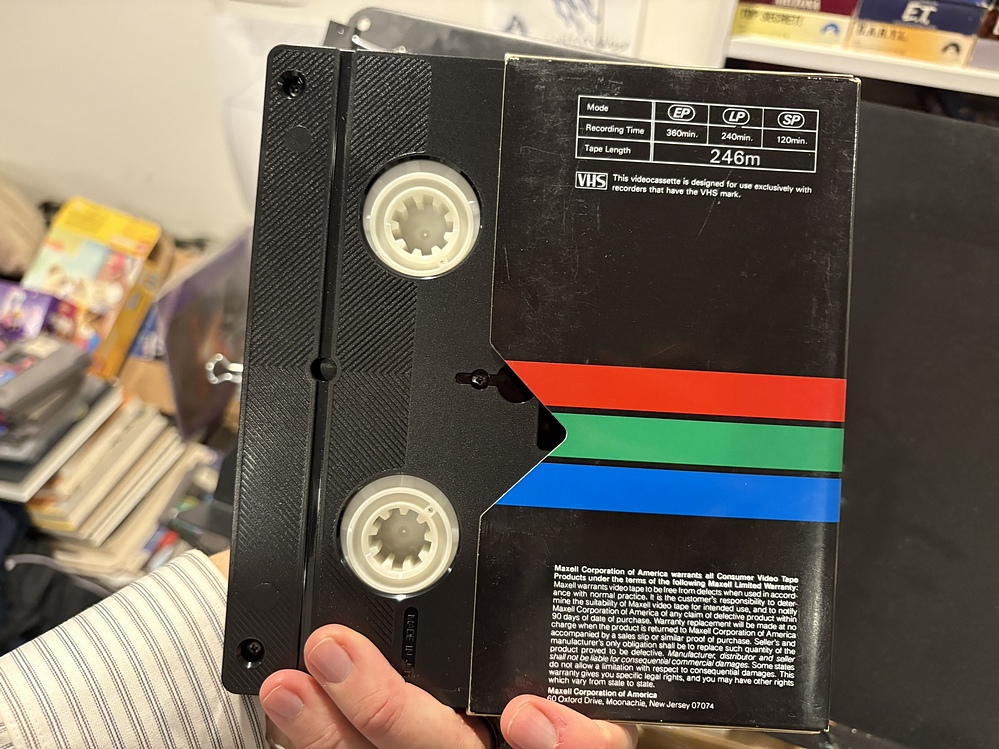 TOP SECRET!
E.T.
D.A.R.Y.L.
Mode EP LP SP
Recording Time 360min. 240min. 120min.
Tape Length 246m
VHS This videocassette is designed for use exclusively with
recorders that have the VHS mark.
Maxell Corporation of America warrants all Consumer Video Tape
Products under the terms of the following Maxell Limited Warranty:
Maxell warrants video tape to be free from defects when used in accord-
ance with normal practice. It is the customer's responsibility to deter-
mine the suitability of Maxell video tape for intended use, and to notify
Maxell Corporation of America of any claim of defective product within
90 days of date of purchase. Warranty replacement will be made at no
charge when the product is returned to Maxell Corporation of America
accompanied by a sales slip or similar proof of purchase. Seller's and
manufacturer's only obligation shall be to replace such quantity of the
product proved to be defective. Manufacturer, distributor and seller
shall not be liable for consequential commercial damages. Some states
do not allow a limitation with respect to consequential damages. This
warranty gives you specific legal rights, and you may have other rights
which vary from state to state.
Maxell Corporation of America
60 Oxford Drive, Moonachie, New Jersey 07074